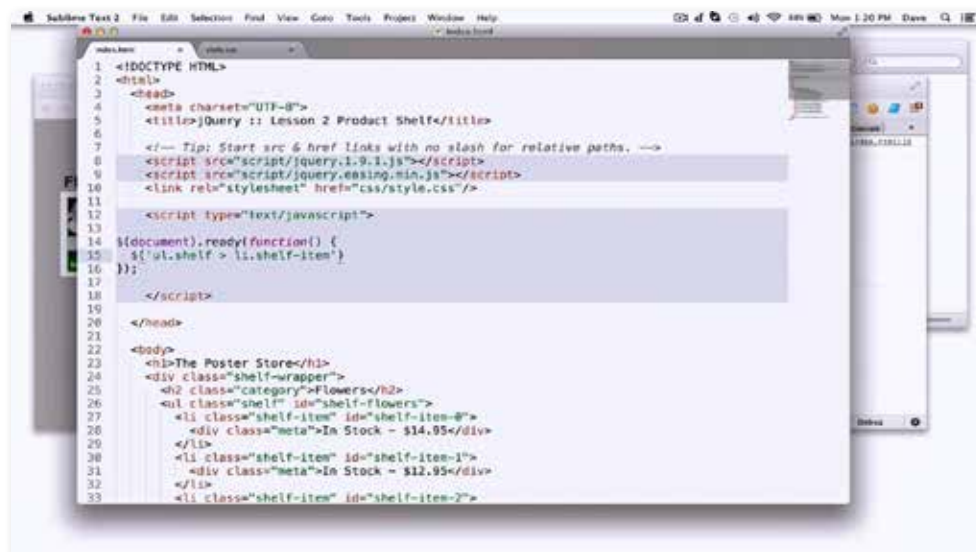 Sublime Text 2 File Edit Selection Find View Goto Tools Project Window Help
Mon 1:20 PM Dave
index.html
index.html style.css
1 <!DOCTYPE HTML>
2 <html>
3 <head>
4 <meta charset="UTF-8">
5 <title>jQuery :: Lesson 2 Product Shelf</title>
6
7 <!-- Tip: Start src & href links with no slash for relative paths. -->
8 <script src="script/jquery.1.9.1.js"></script>
9 <script src="script/jquery.easing.min.js"></script>
10 <link rel="stylesheet" href="css/style.css"/>
11
12 <script type="text/javascript">
13
14 $(document).ready(function() {
15 $('ul.shelf > li.shelf-item')
16 });
17
18 </script>
19
20 </head>
21
22 <body>
23 <h1>The Poster Store</h1>
24 <div class="shelf-wrapper">
25 <h2 class="category">Flowers</h2>
26 <ul class="shelf" id="shelf-flowers">
27 <li class="shelf-item" id="shelf-item-0">
28 <div class="meta">In Stock - $14.95</div>
29 </li>
30 <li class="shelf-item" id="shelf-item-1">
31 <div class="meta">In Stock - $12.95</div>
32 </li>
33 <li class="shelf-item" id="shelf-item-2">
Debug